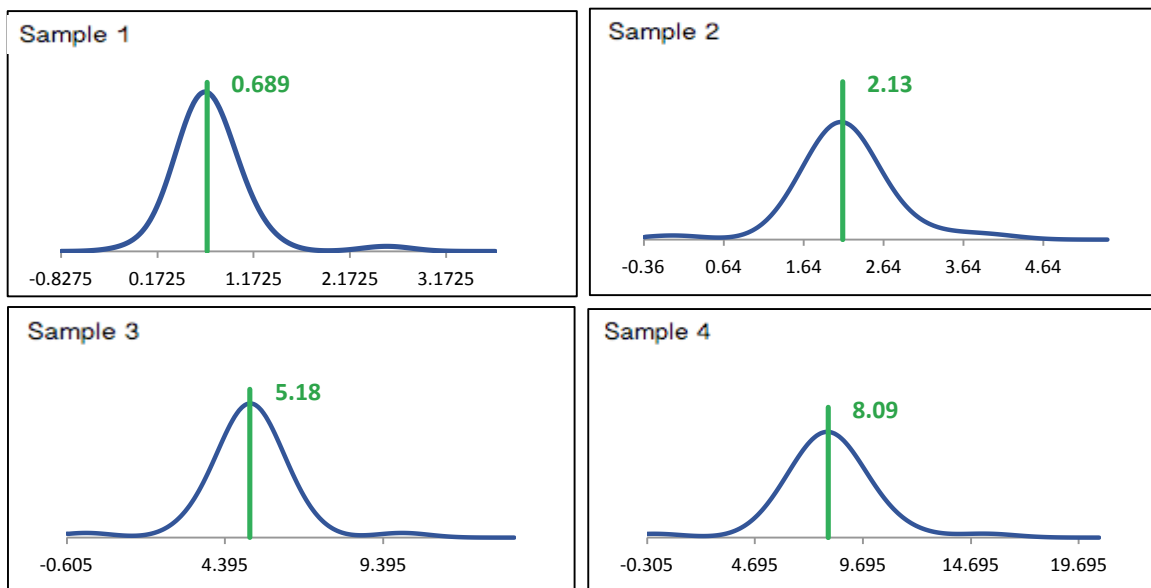 Sample 1
0.689
-0.8275 0.1725 1.1725 2.1725 3.1725
Sample 2
2.13
-0.36 0.64 1.64 2.64 3.64 4.64
Sample 3
5.18
-0.605 4.395 9.395
Sample 4
8.09
-0.305 4.695 9.695 14.695 19.695